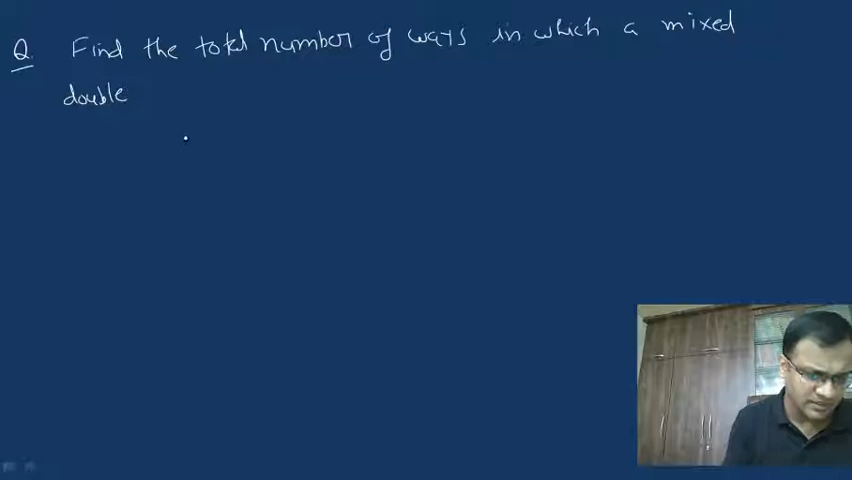 Q Find the total number of ways in which a mixed
double